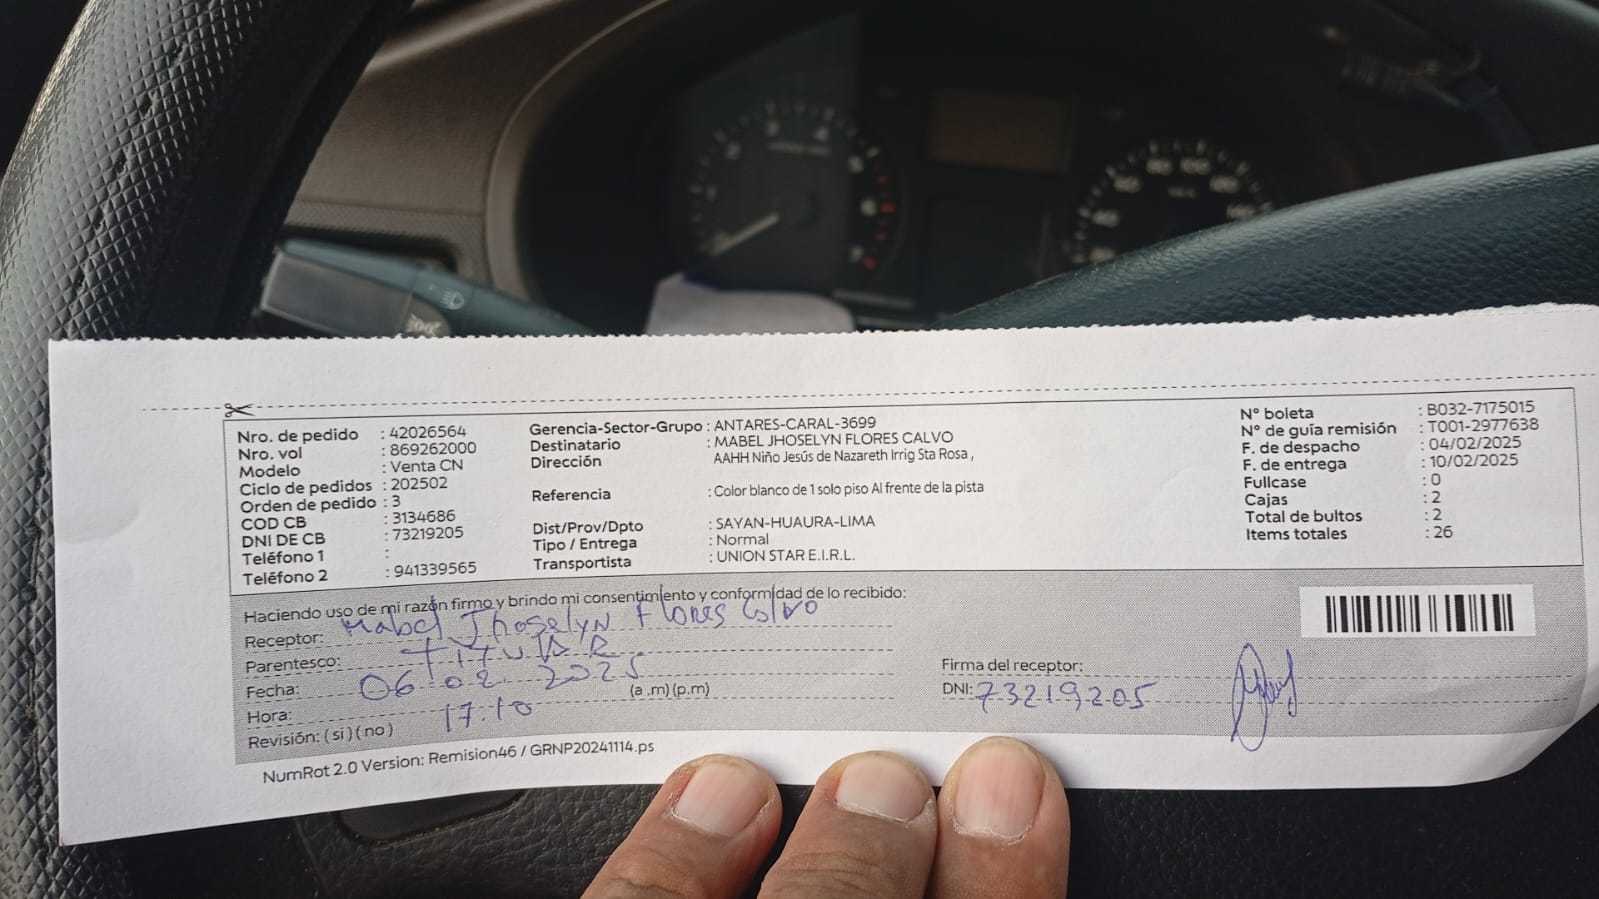 Nro. de pedido : 42026564
Nro. vol : 869262000
Modelo : Venta CN
Ciclo de pedidos : 202502
Orden de pedido : 3
COD CB : 3134686
DNI DE CB : 73219205
Teléfono 1 :
Teléfono 2 : 941339565
Gerencia-Sector-Grupo : ANTARES-CARAL-3699
Destinatario : MABEL JHOSELYN FLORES CALVO
Dirección AAHH Niño Jesús de Nazareth Irrig Sta Rosa ,
Referencia : Color blanco de 1 solo piso Al frente de la pista
Dist/Prov/Dpto : SAYAN-HUAURA-LIMA
Tipo / Entrega : Normal
Transportista : UNION STAR E.I.R.L.
N° boleta : B032-7175015
N° de guía remisión : T001-2977638
F. de despacho : 04/02/2025
F. de entrega : 10/02/2025
Fullcase : 0
Cajas : 2
Total de bultos : 2
Items totales : 26
Haciendo uso de mi razón firmo y brindo mi consentimiento y conformidad de lo recibido:
Receptor: Mabel Jhoselyn Flores Calvo
Parentesco: TITULAR
Fecha: 06.02.2025
Hora: 17.10 (a .m) (p.m)
Revisión: ( si ) ( no )
Firma del receptor:
DNI: 73219205
NumRot 2.0 Version: Remision46 / GRNP20241114.ps